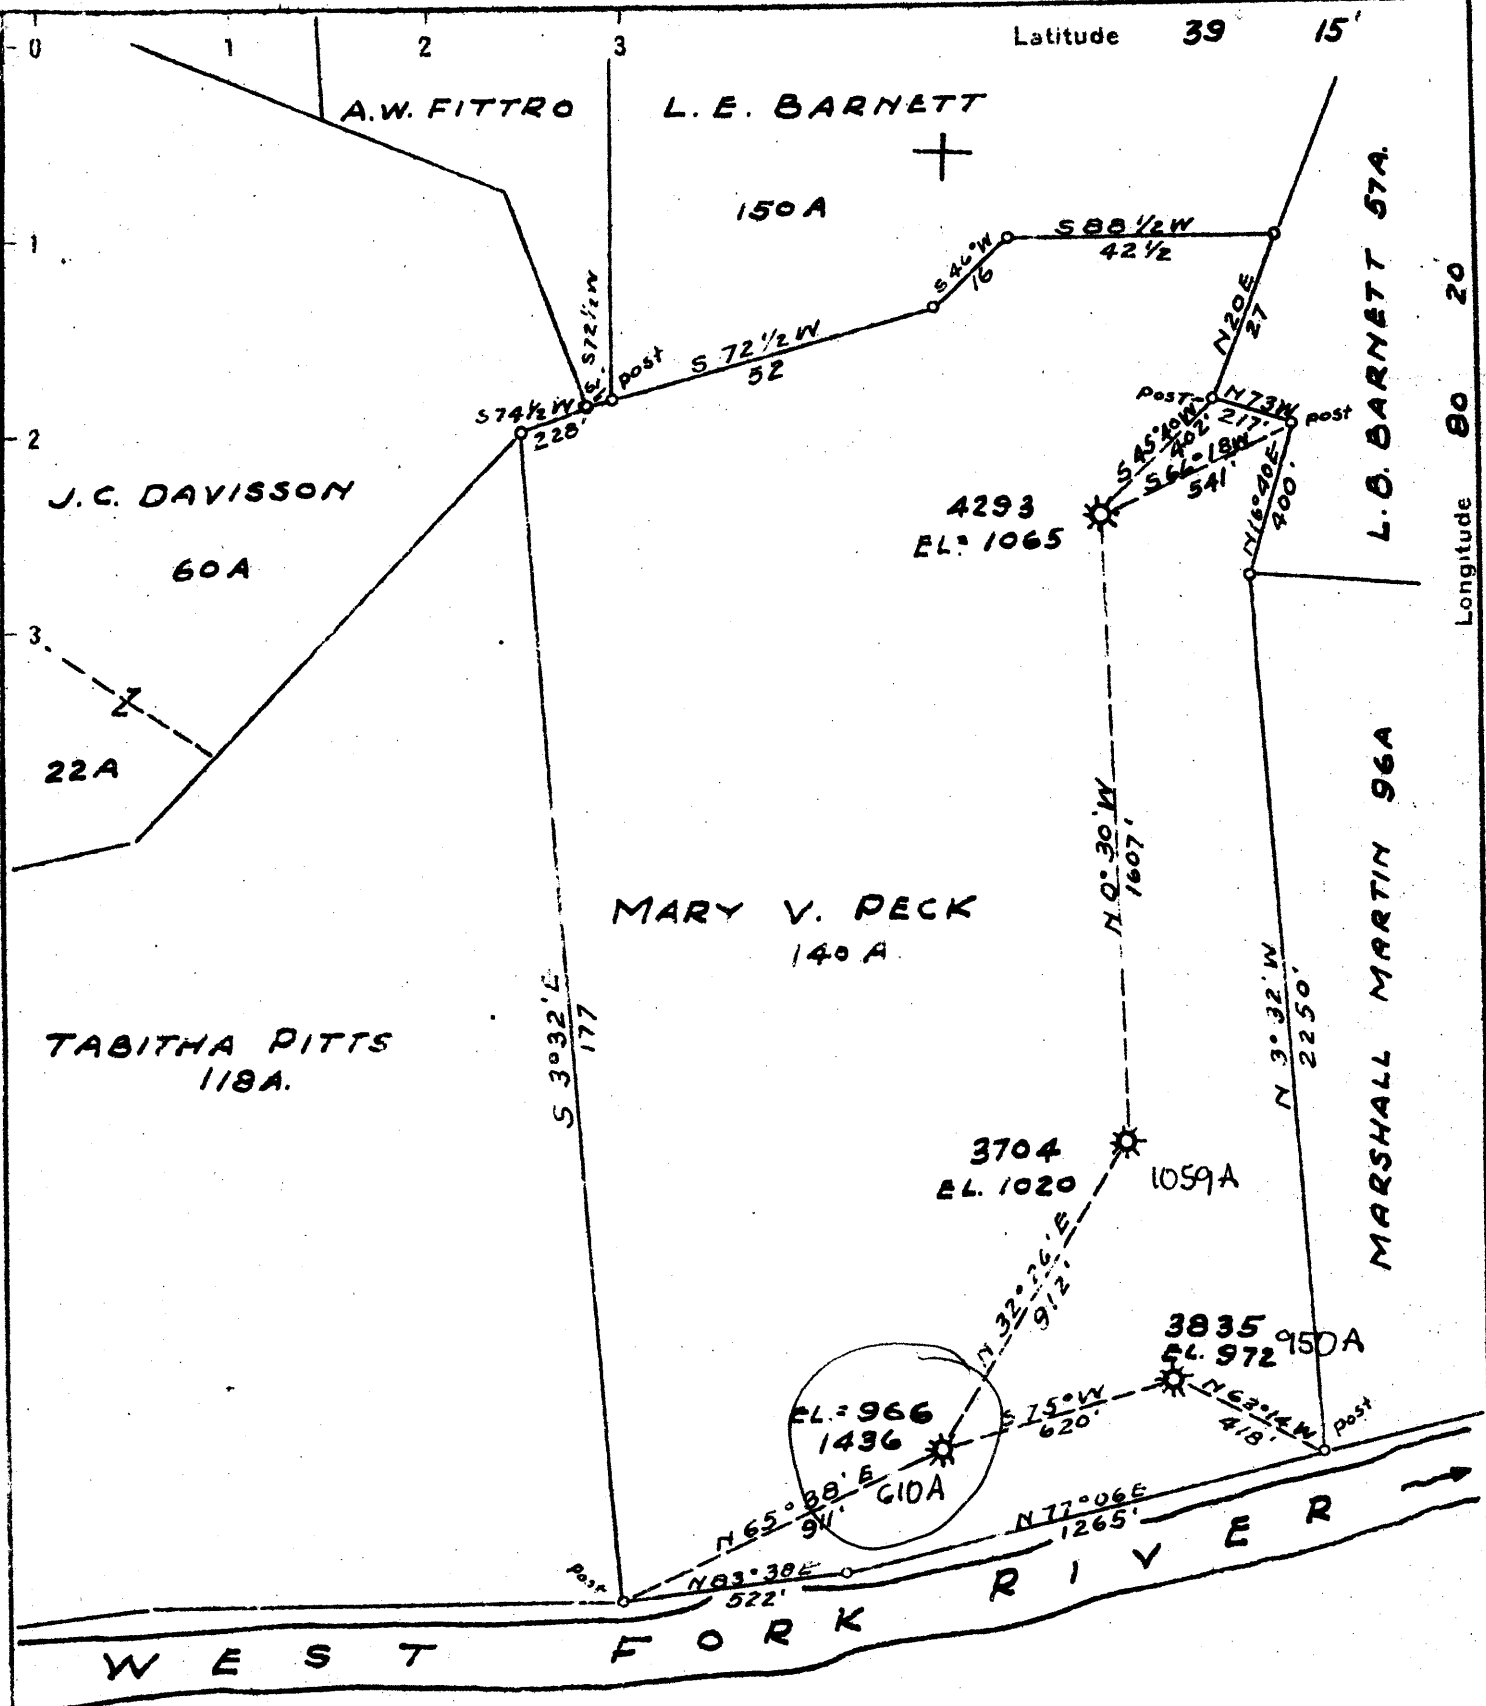 0 1 2 3
Latitude 39° 15'
A.W. FITTRO
L. E. BARNETT
150 A
1
2
3
L.B. BARNETT 57A.
Longitude 80 20
S 88 1/2 W
42 1/2
S 46° W
16
N 20 E
27
S 72 1/2 W
post
S 72 1/2 W
52
S 74 1/2 W
228'
POST
N 73 W
217'
post
S 45° 40 W
402'
S 66° 18 W
541'
N 16° 40 E
400'
J.C. DAVISSON
60 A
4293
EL= 1065
Z
22 A
N 0° 30' W
1607'
MARY V. PECK
140 A
MARSHALL MARTIN 96A
N 3° 32' W
2250'
S 3° 32' E
177
TABITHA PITTS
118A.
3704
EL. 1020
1059A
N 32° 26' E
912'
3835
EL. 972
950A
EL.= 966
1436
610A
S 75° W
620'
N 63° 14 W
418'
post
N 65° 38' E
911'
N 77° 06 E
1265'
post
N 83° 38 E
522'
WEST FORK RIVER